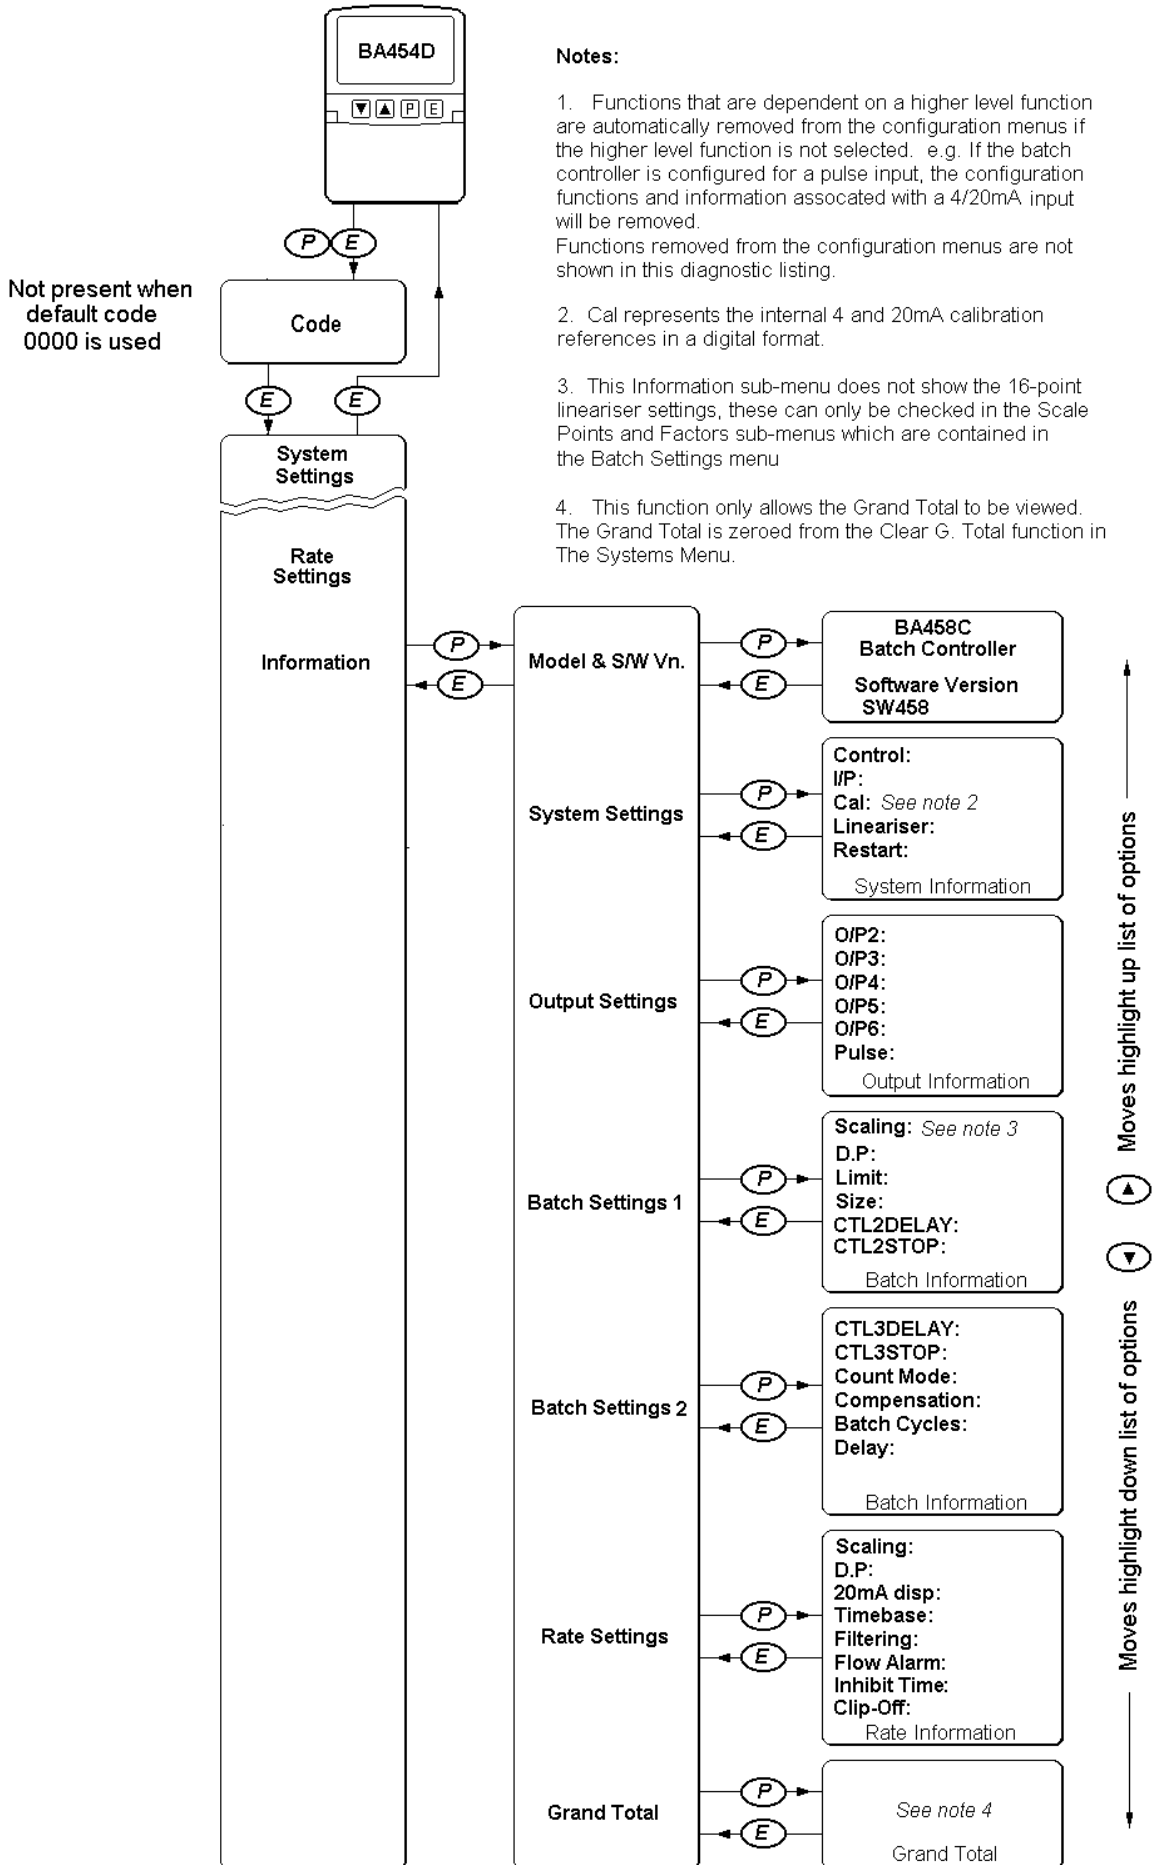 BA454D
▼ ▲ P E
Notes:
1. Functions that are dependent on a higher level function
are automatically removed from the configuration menus if
the higher level function is not selected. e.g. If the batch
controller is configured for a pulse input, the configuration
functions and information assocated with a 4/20mA input
will be removed.
Functions removed from the configuration menus are not
shown in this diagnostic listing.
2. Cal represents the internal 4 and 20mA calibration
references in a digital format.
3. This Information sub-menu does not show the 16-point
lineariser settings, these can only be checked in the Scale
Points and Factors sub-menus which are contained in
the Batch Settings menu
4. This function only allows the Grand Total to be viewed.
The Grand Total is zeroed from the Clear G. Total function in
The Systems Menu.
P E
Not present when
default code
0000 is used
Code
E E
System
Settings
Rate
Settings
Information
P
E
Model & S/W Vn.
P
E
BA458C
Batch Controller
Software Version
SW458
System Settings
P
E
Control:
I/P:
Cal: See note 2
Lineariser:
Restart:
System Information
Output Settings
P
E
O/P2:
O/P3:
O/P4:
O/P5:
O/P6:
Pulse:
Output Information
Batch Settings 1
P
E
Scaling: See note 3
D.P:
Limit:
Size:
CTL2DELAY:
CTL2STOP:
Batch Information
Batch Settings 2
P
E
CTL3DELAY:
CTL3STOP:
Count Mode:
Compensation:
Batch Cycles:
Delay:
Batch Information
Rate Settings
P
E
Scaling:
D.P:
20mA disp:
Timebase:
Filtering:
Flow Alarm:
Inhibit Time:
Clip-Off:
Rate Information
Grand Total
P
E
See note 4
Grand Total
Moves highlight up list of options
▲
▼
Moves highlight down list of options